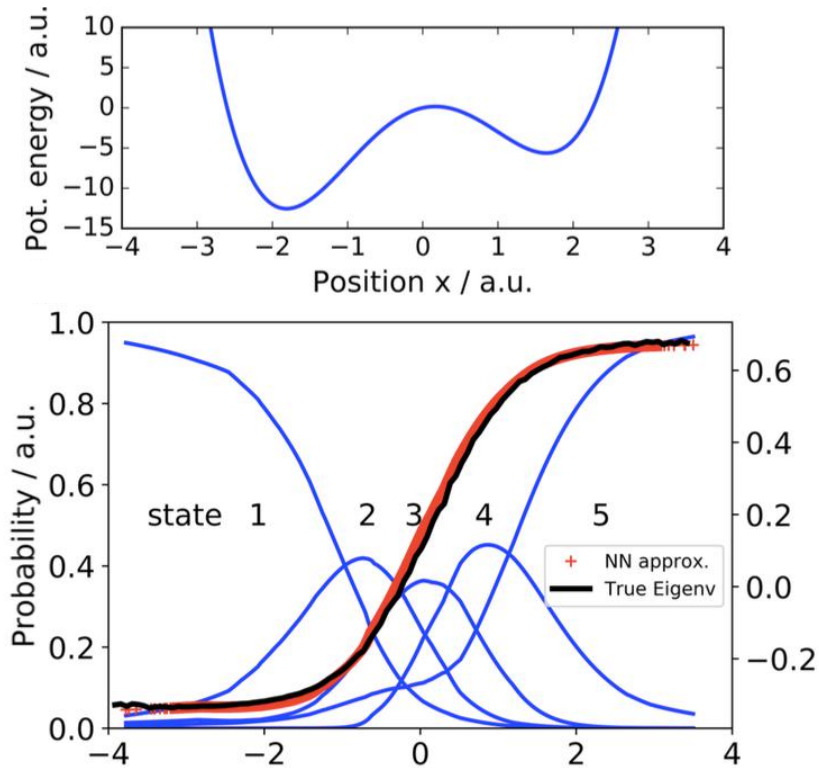 Pot. energy / a.u.
10
5
0
−5
−10
−15
−4 −3 −2 −1 0 1 2 3 4
Position x / a.u.
Probability / a.u.
1.0
0.8
0.6
0.4
0.2
0.0
state 1 2 3 4 5
NN approx.
True Eigenv
0.6
0.4
0.2
0.0
−0.2
−4 −2 0 2 4